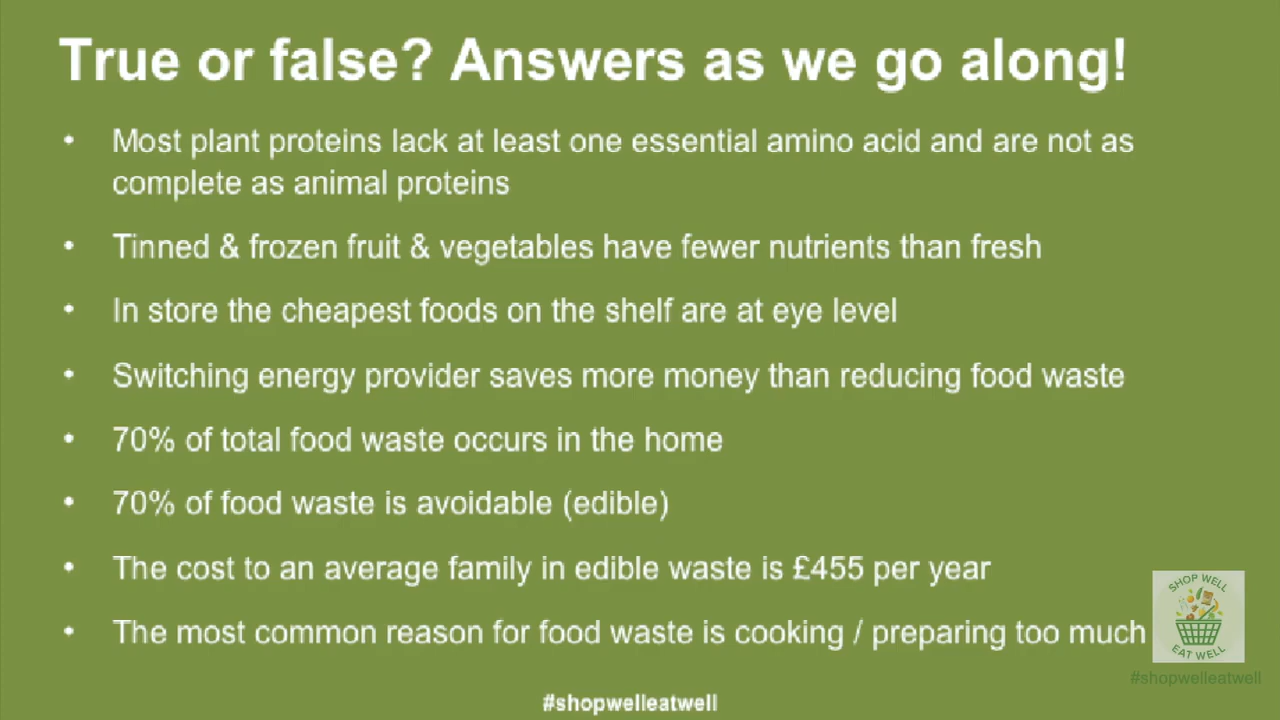 True or false? Answers as we go along!
• Most plant proteins lack at least one essential amino acid and are not as
complete as animal proteins
• Tinned & frozen fruit & vegetables have fewer nutrients than fresh
• In store the cheapest foods on the shelf are at eye level
• Switching energy provider saves more money than reducing food waste
• 70% of total food waste occurs in the home
• 70% of food waste is avoidable (edible)
• The cost to an average family in edible waste is £455 per year
• The most common reason for food waste is cooking / preparing too much
SHOP WELL
EAT WELL
#shopwelleatwell
#shopwelleatwell